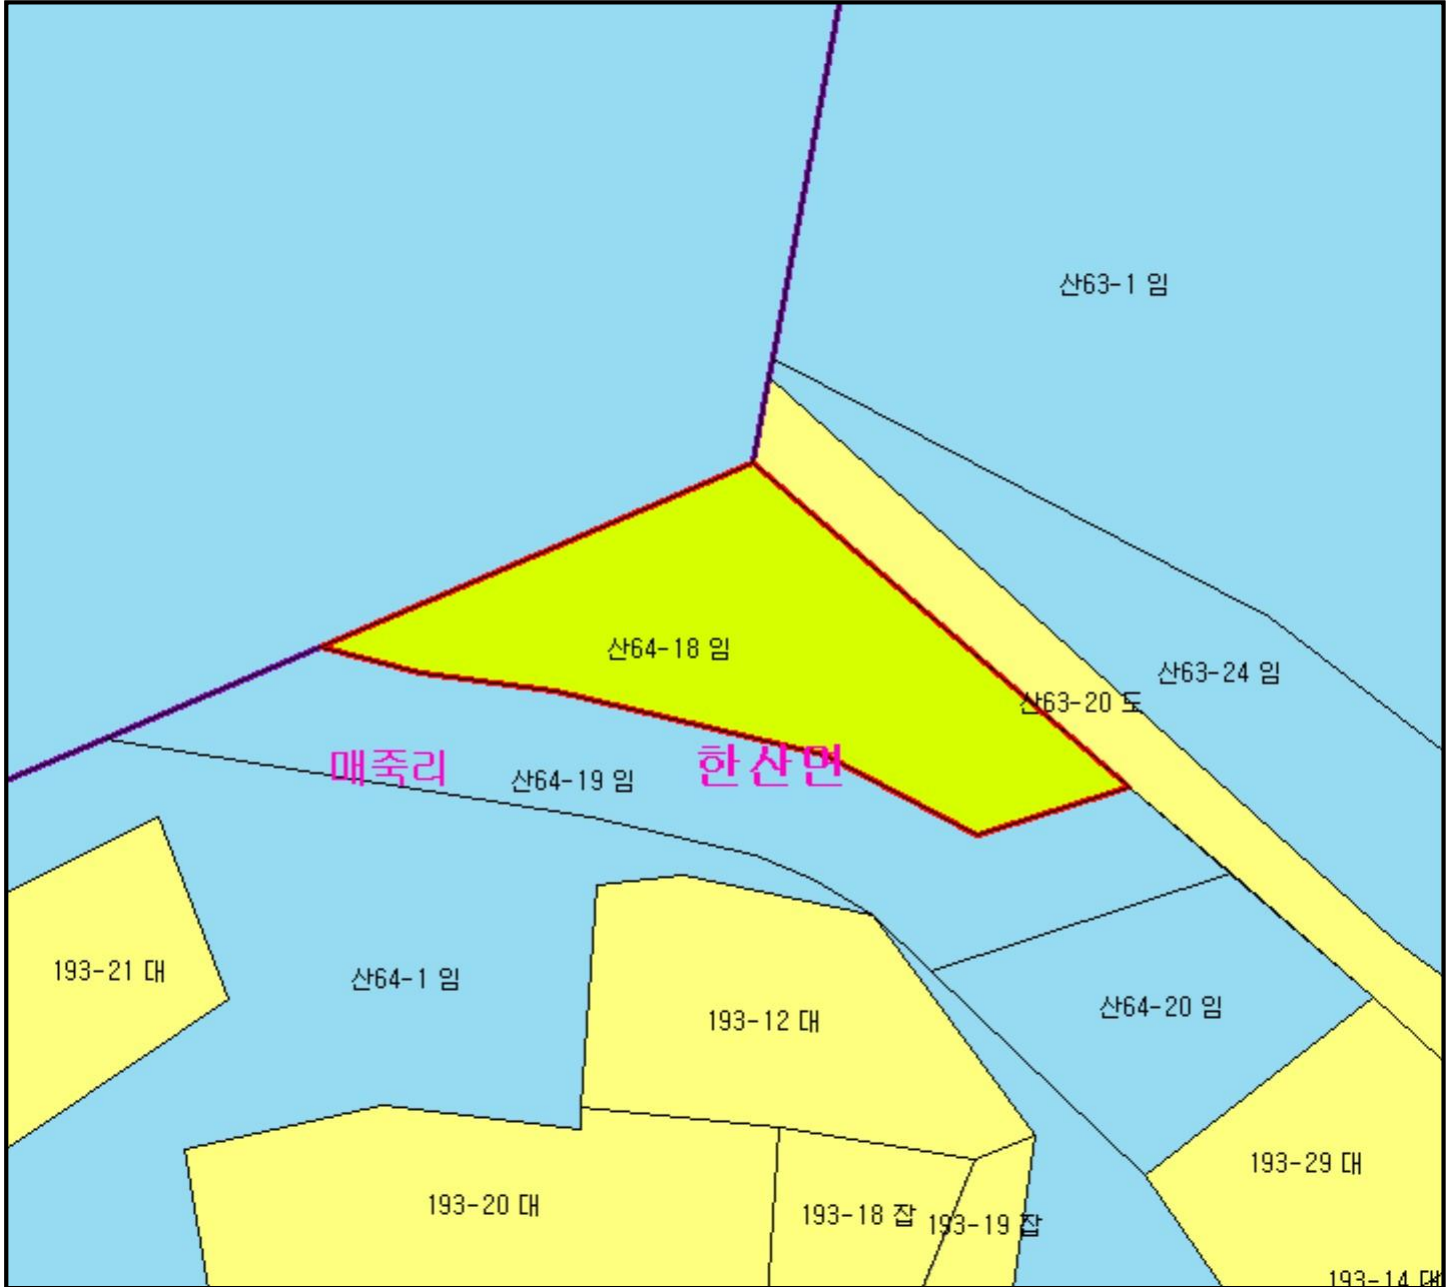 산63-1 임
산64-18 임
산63-24 임
산63-20 도
매죽리
산64-19 임
한산면
193-21 대
산64-1 임
193-12 대
산64-20 임
193-29 대
193-20 대
193-18 잡
193-19 잡
193-14 대